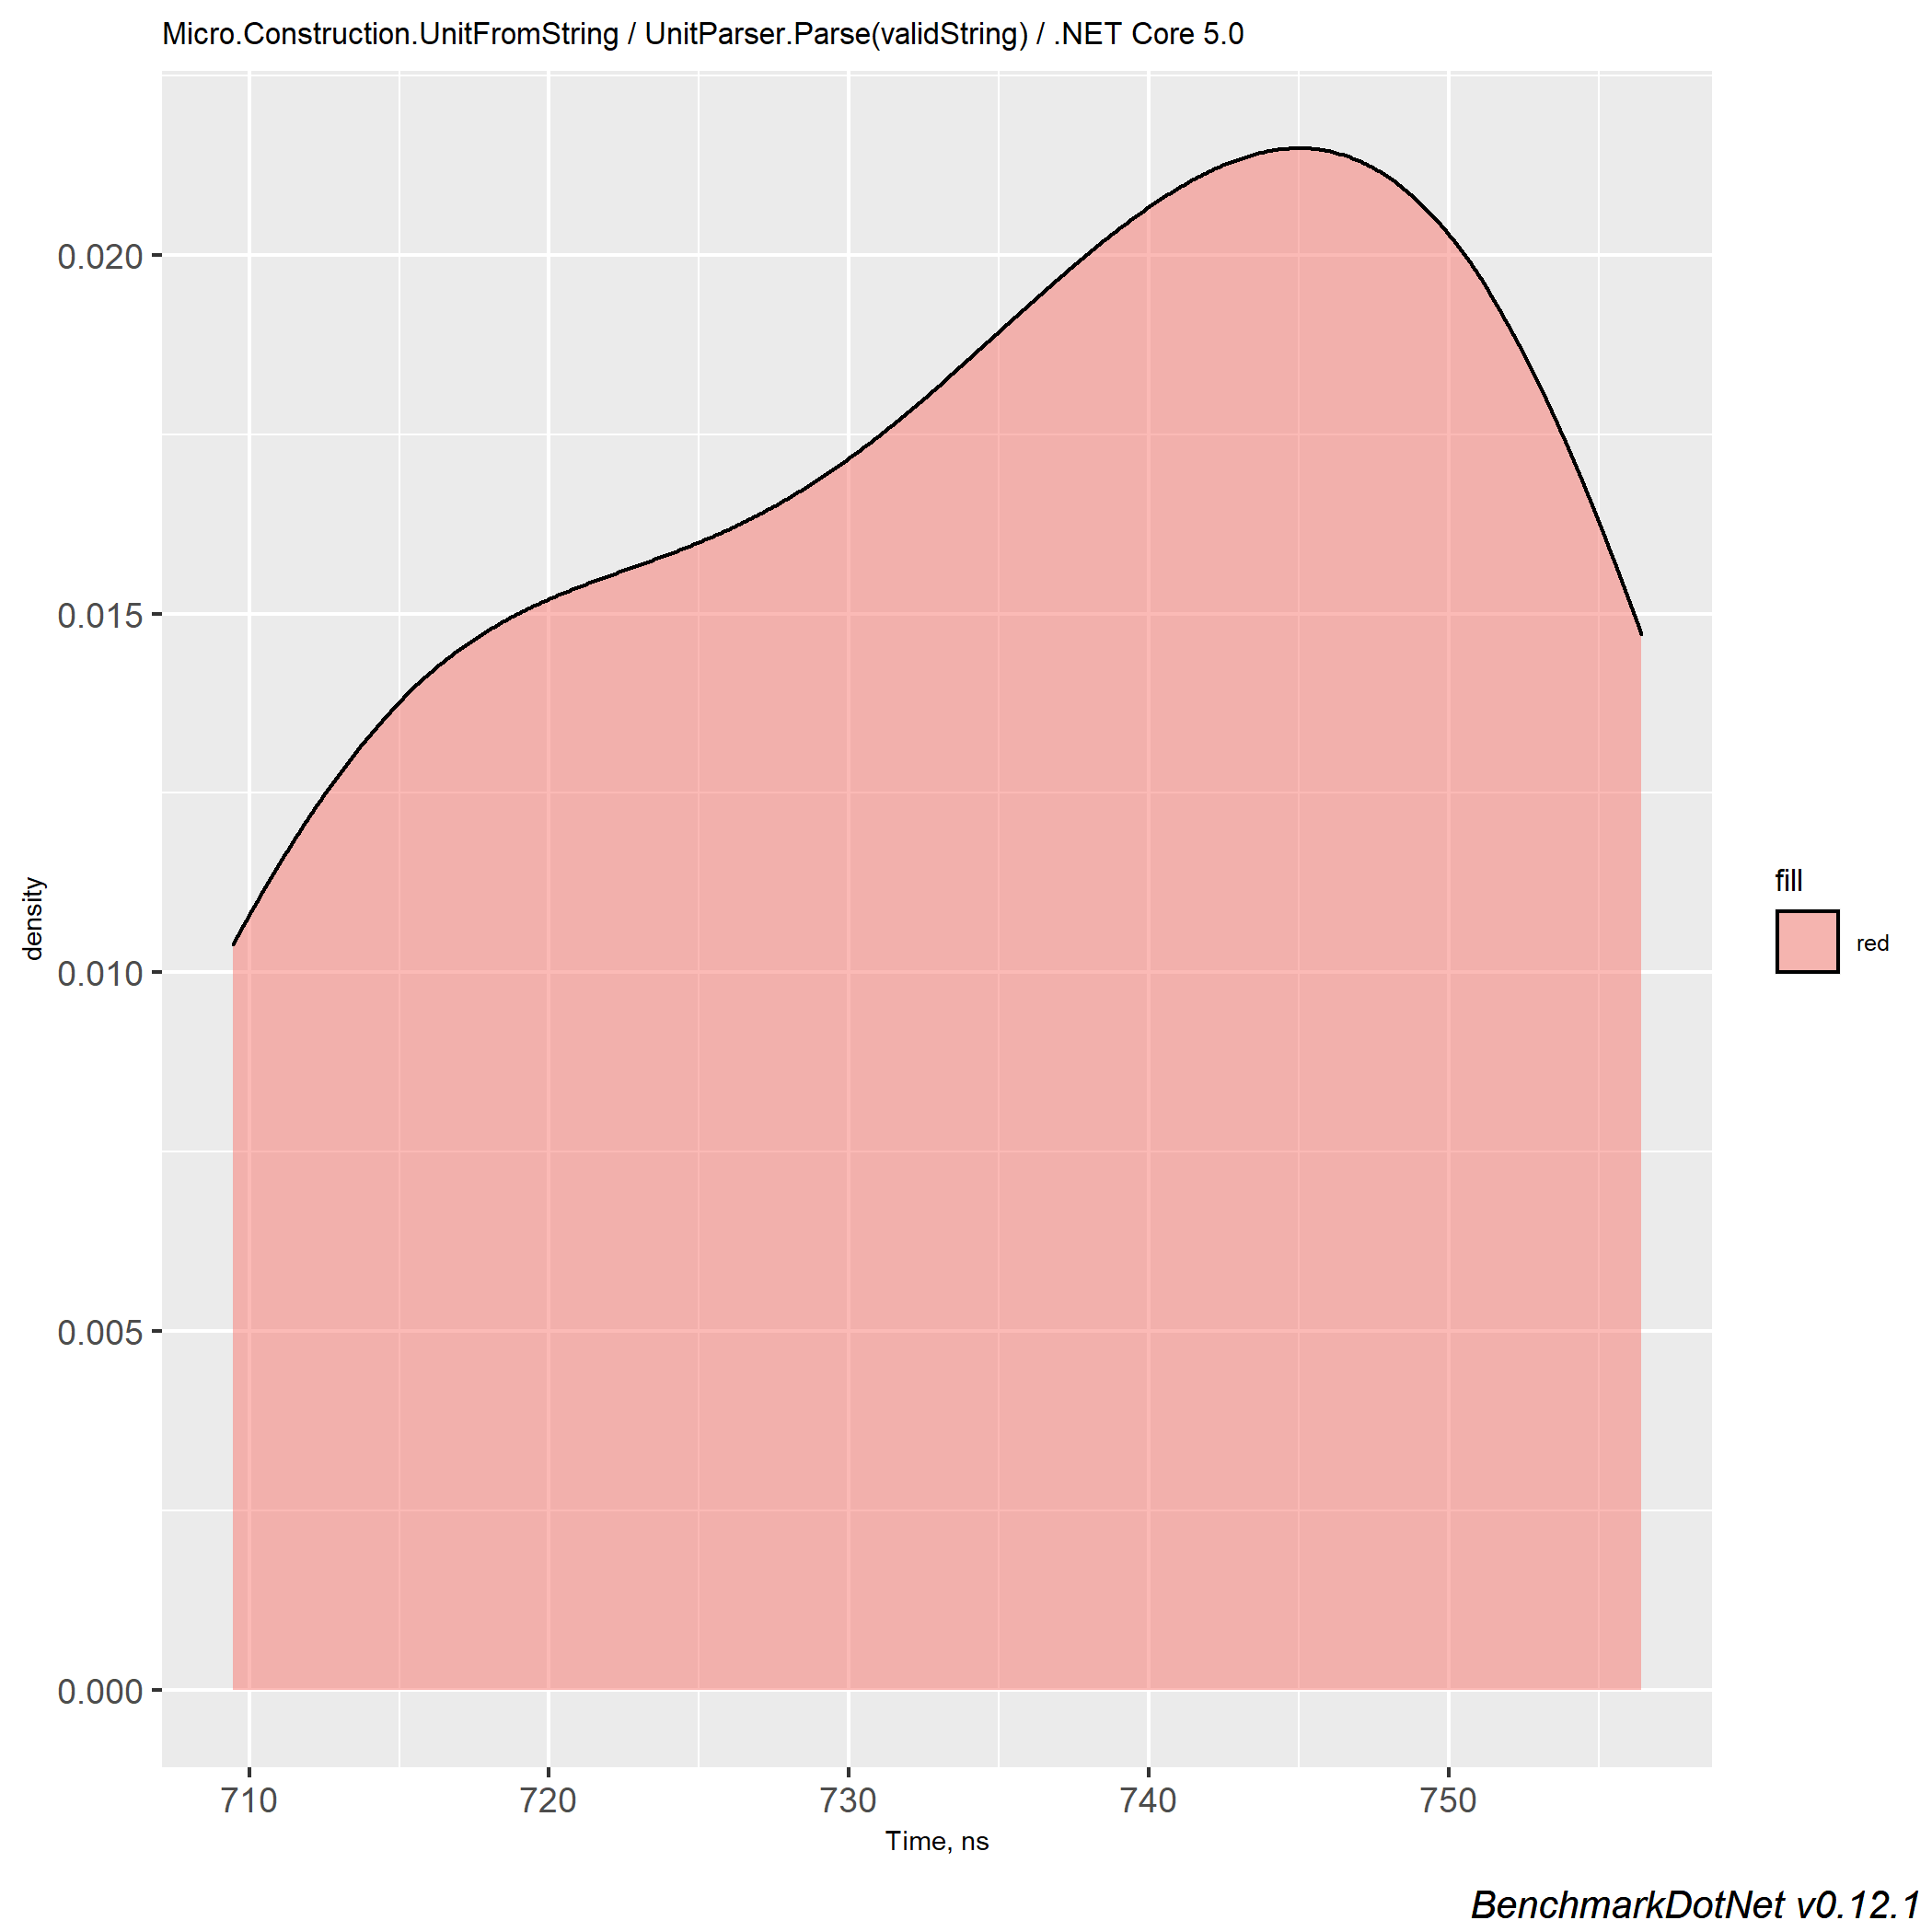 Micro.Construction.UnitFromString / UnitParser.Parse(validString) / .NET Core 5.0
density
0.020
0.015
0.010
0.005
0.000
710 720 730 740 750
Time, ns
fill
red
BenchmarkDotNet v0.12.1